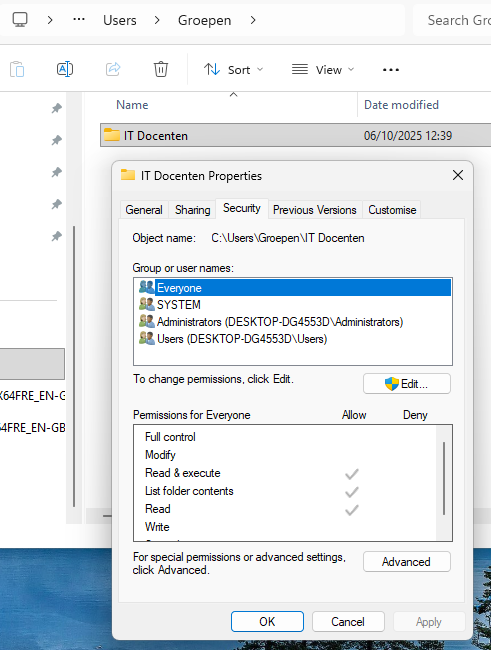 Users
Groepen
Search Gro
Sort
View
Name
Date modified
IT Docenten
06/10/2025 12:39
IT Docenten Properties
General
Sharing
Security
Previous Versions
Customise
Object name: C:\Users\Groepen\IT Docenten
Group or user names:
Everyone
SYSTEM
Administrators (DESKTOP-DG4553D\Administrators)
Users (DESKTOP-DG4553D\Users)
To change permissions, click Edit.
Edit...
Permissions for Everyone
Allow
Deny
Full control
Modify
Read & execute
X64FRE_EN-G
List folder contents
Read
64FRE_EN-GB
Write
For special permissions or advanced settings,
click Advanced.
Advanced
OK
Cancel
Apply